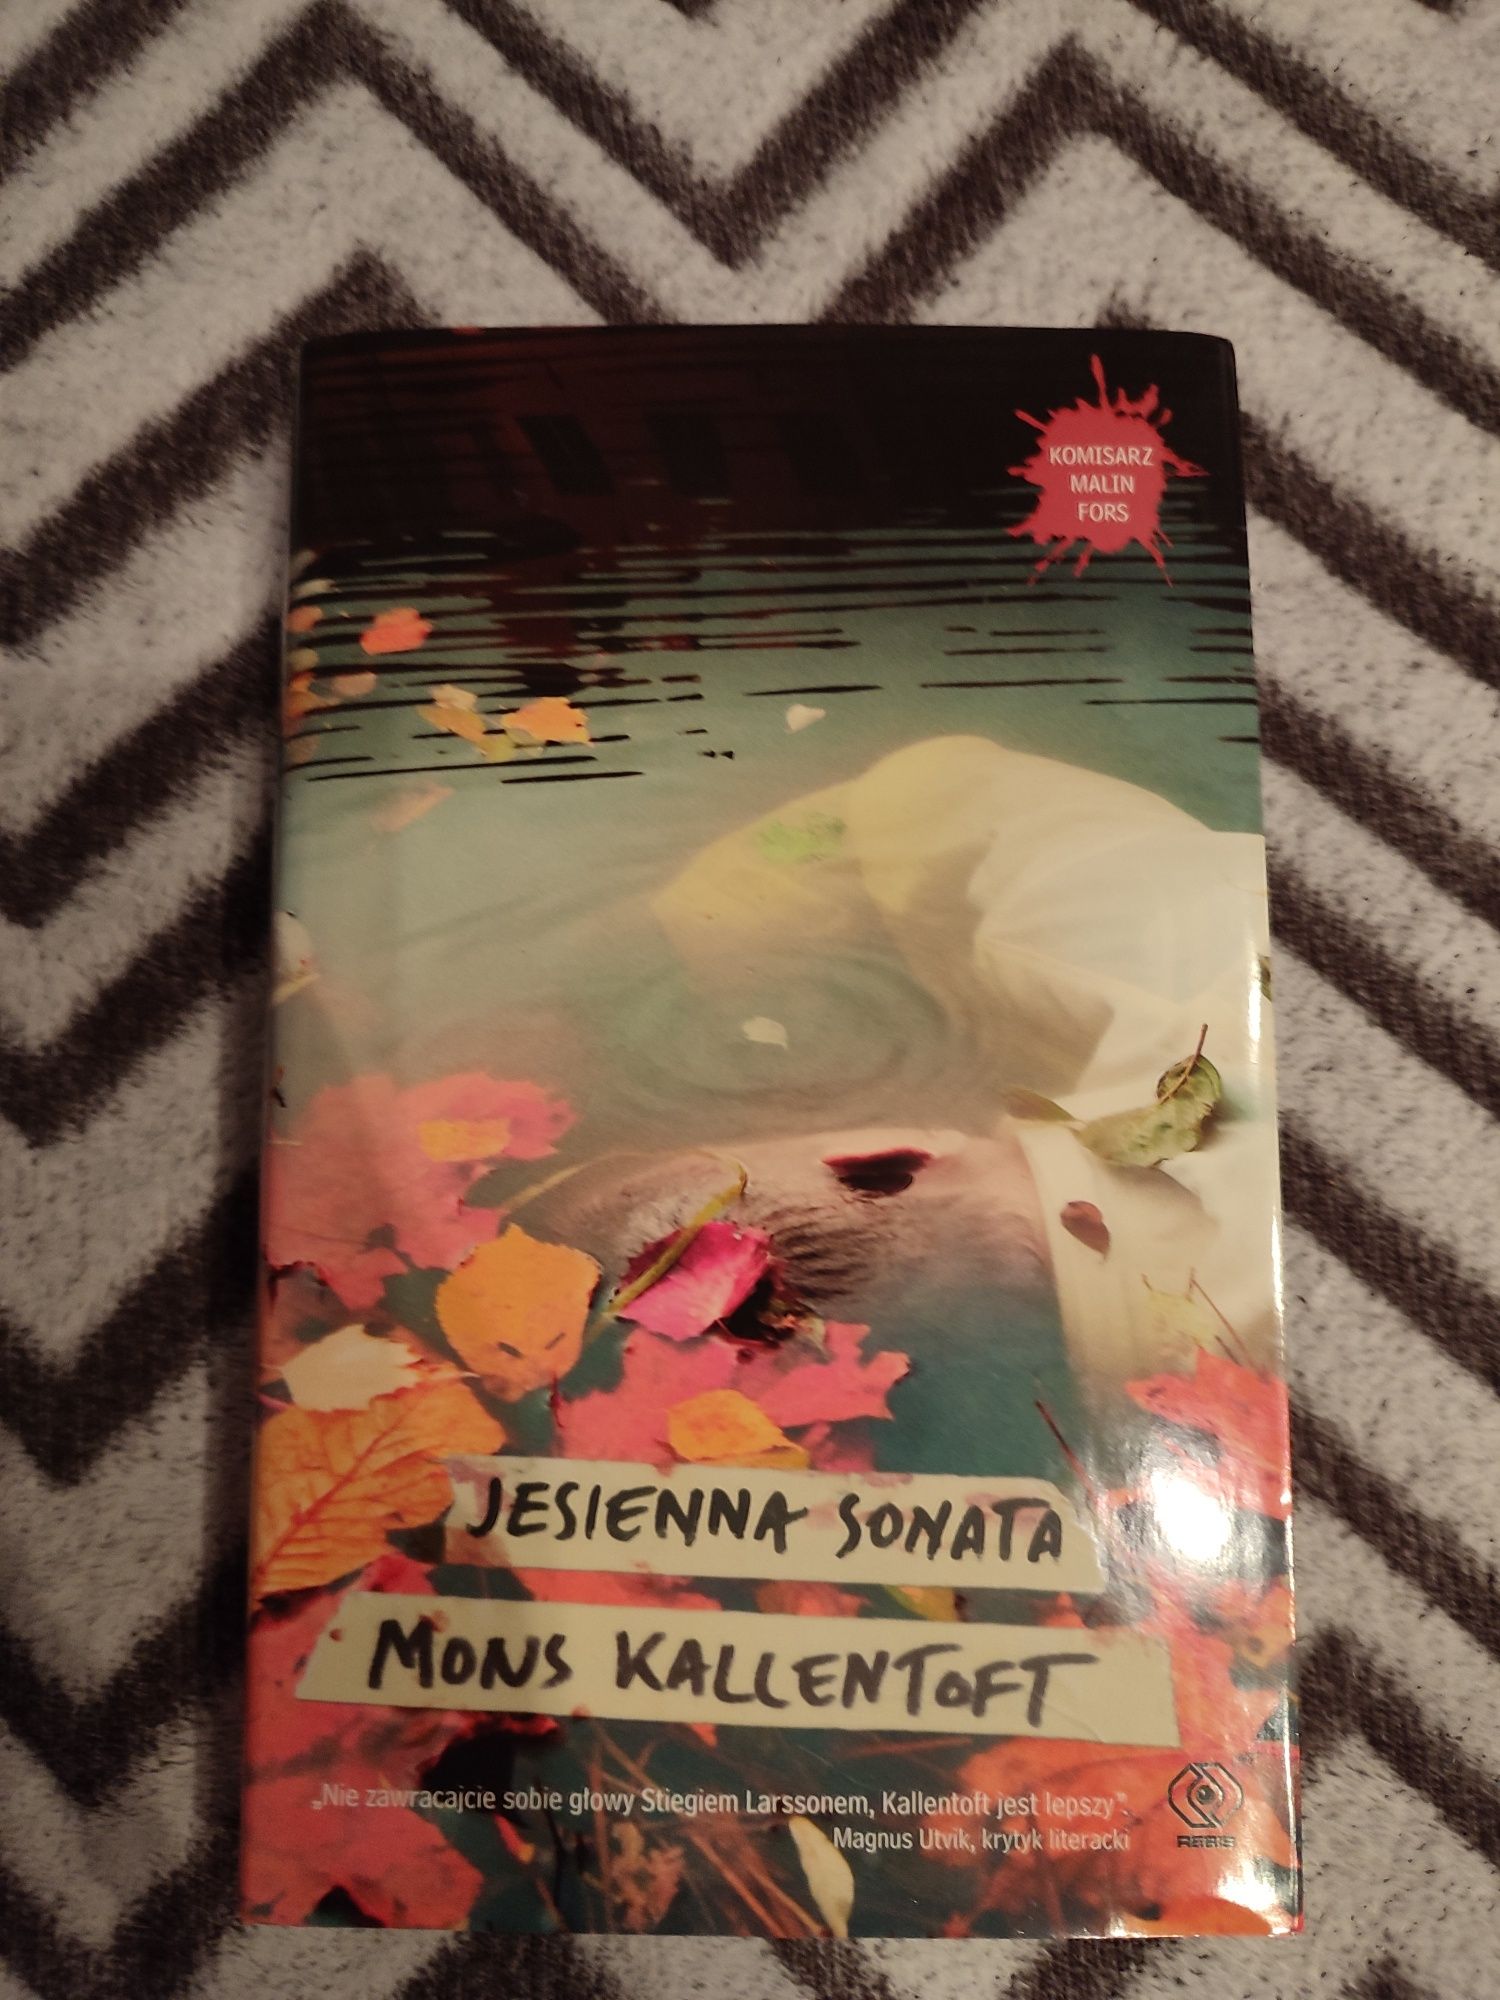 KOMISARZ
MALIN
FORS
JESIENNA SONATA
MONS KALLENTOFT
„Nie zawracajcie sobie głowy Stiegiem Larssonem, Kallentoft jest lepszy”.
Magnus Utvik, krytyk literacki
REBIS